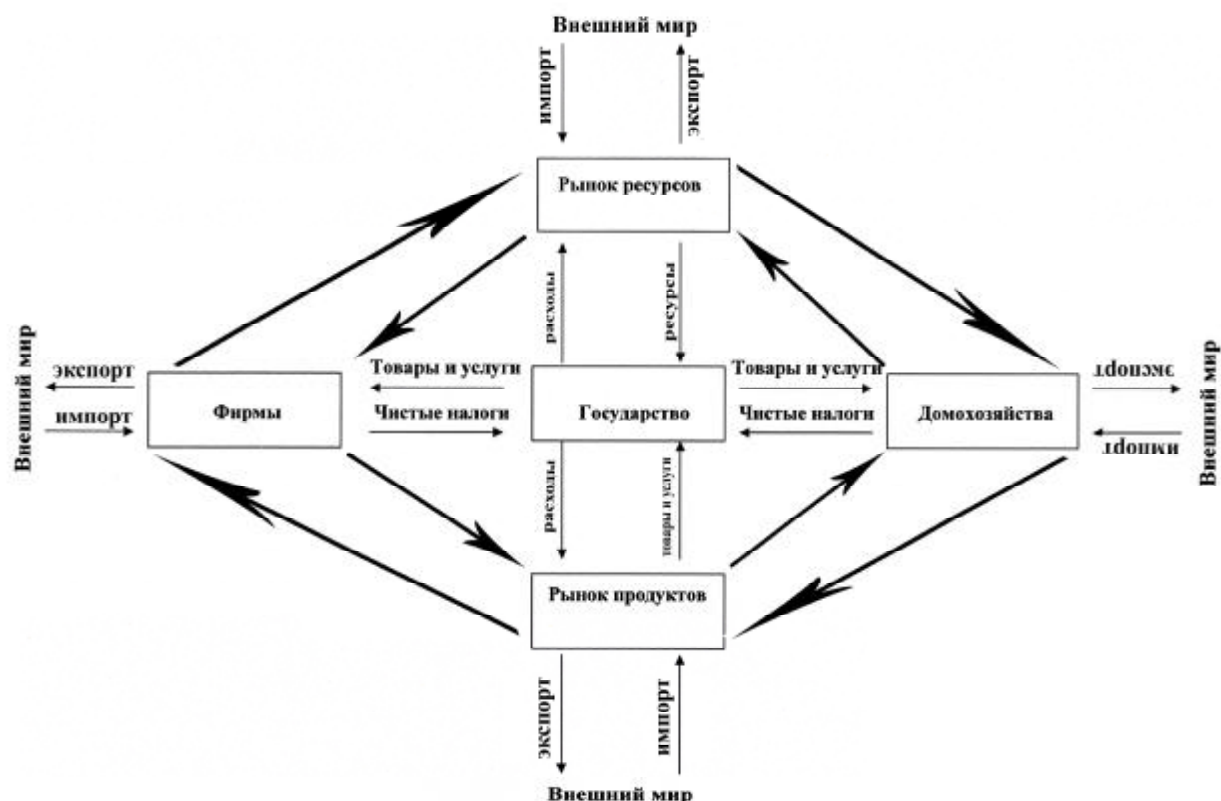 Внешний мир
импорт
экспорт
Рынок ресурсов
расходы
ресурсы
Внешний мир
экспорт
импорт
Фирмы
Товары и услуги
Чистые налоги
Государство
Товары и услуги
Чистые налоги
Домохозяйства
экспорт
импорт
Внешний мир
расходы
товары и услуги
Рынок продуктов
экспорт
импорт
Внешний мир